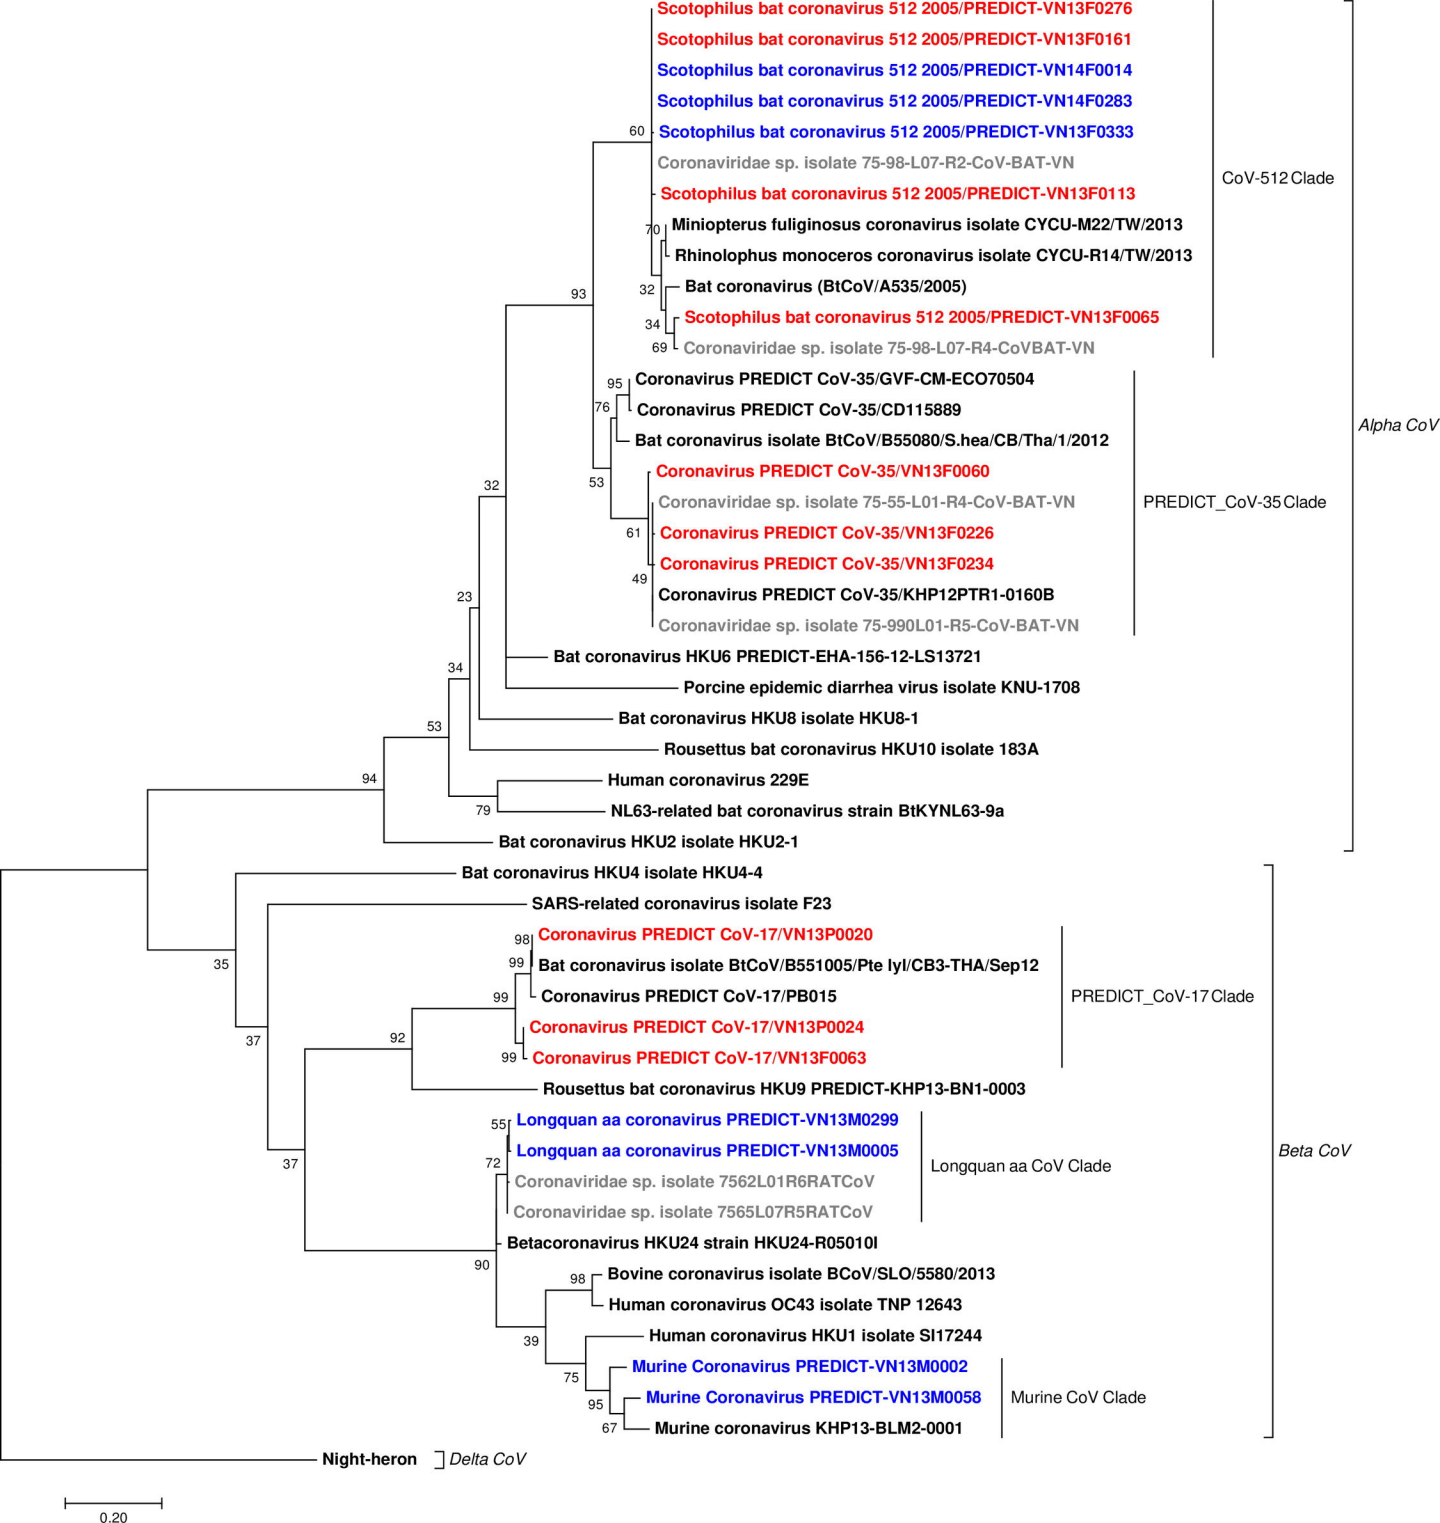 Scotophilus bat coronavirus 512 2005/PREDICT-VN13F0276
Scotophilus bat coronavirus 512 2005/PREDICT-VN13F0161
Scotophilus bat coronavirus 512 2005/PREDICT-VN14F0014
Scotophilus bat coronavirus 512 2005/PREDICT-VN14F0283
60
Scotophilus bat coronavirus 512 2005/PREDICT-VN13F0333
Coronaviridae sp. isolate 75-98-L07-R2-CoV-BAT-VN
CoV-512 Clade
Scotophilus bat coronavirus 512 2005/PREDICT-VN13F0113
70
Miniopterus fuliginosus coronavirus isolate CYCU-M22/TW/2013
Rhinolophus monoceros coronavirus isolate CYCU-R14/TW/2013
93
32
Bat coronavirus (BtCoV/A535/2005)
34
Scotophilus bat coronavirus 512 2005/PREDICT-VN13F0065
69
Coronaviridae sp. isolate 75-98-L07-R4-CoVBAT-VN
95
Coronavirus PREDICT CoV-35/GVF-CM-ECO70504
76
Coronavirus PREDICT CoV-35/CD115889
Alpha CoV
Bat coronavirus isolate BtCoV/B55080/S.hea/CB/Tha/1/2012
32
53
Coronavirus PREDICT CoV-35/VN13F0060
Coronaviridae sp. isolate 75-55-L01-R4-CoV-BAT-VN
PREDICT_CoV-35 Clade
61
Coronavirus PREDICT CoV-35/VN13F0226
Coronavirus PREDICT CoV-35/VN13F0234
49
23
Coronavirus PREDICT CoV-35/KHP12PTR1-0160B
Coronaviridae sp. isolate 75-990L01-R5-CoV-BAT-VN
34
Bat coronavirus HKU6 PREDICT-EHA-156-12-LS13721
Porcine epidemic diarrhea virus isolate KNU-1708
53
Bat coronavirus HKU8 isolate HKU8-1
Rousettus bat coronavirus HKU10 isolate 183A
94
Human coronavirus 229E
79
NL63-related bat coronavirus strain BtKYNL63-9a
Bat coronavirus HKU2 isolate HKU2-1
Bat coronavirus HKU4 isolate HKU4-4
SARS-related coronavirus isolate F23
35
98
Coronavirus PREDICT CoV-17/VN13P0020
99
Bat coronavirus isolate BtCoV/B551005/Pte lyl/CB3-THA/Sep12
99
Coronavirus PREDICT CoV-17/PB015
PREDICT_CoV-17 Clade
37
92
Coronavirus PREDICT CoV-17/VN13P0024
99
Coronavirus PREDICT CoV-17/VN13F0063
Rousettus bat coronavirus HKU9 PREDICT-KHP13-BN1-0003
55
Longquan aa coronavirus PREDICT-VN13M0299
37
72
Longquan aa coronavirus PREDICT-VN13M0005
Longquan aa CoV Clade
Beta CoV
Coronaviridae sp. isolate 7562L01R6RATCoV
Coronaviridae sp. isolate 7565L07R5RATCoV
Betacoronavirus HKU24 strain HKU24-R05010I
90
98
Bovine coronavirus isolate BCoV/SLO/5580/2013
Human coronavirus OC43 isolate TNP 12643
39
Human coronavirus HKU1 isolate SI17244
75
Murine Coronavirus PREDICT-VN13M0002
95
Murine Coronavirus PREDICT-VN13M0058
Murine CoV Clade
67
Murine coronavirus KHP13-BLM2-0001
Night-heron
Delta CoV
0.20